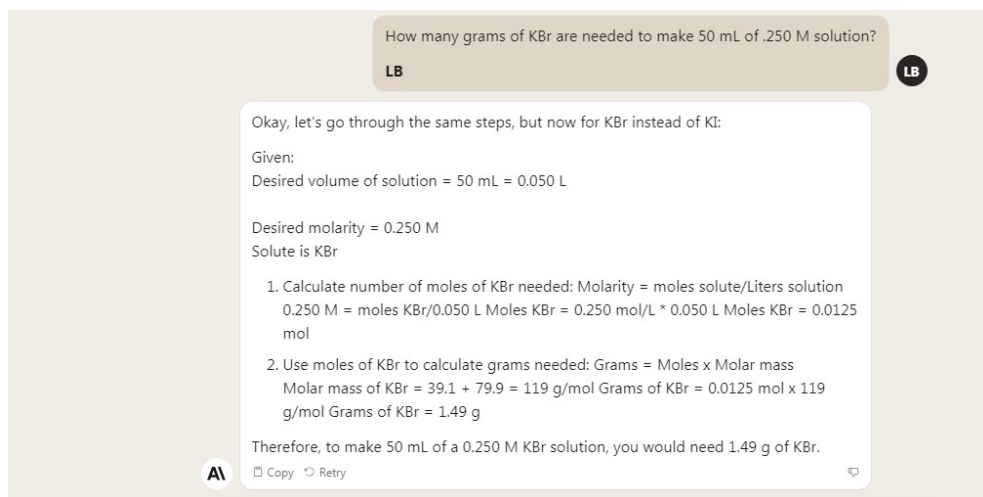 How many grams of KBr are needed to make 50 mL of .250 M solution?
LB
LB
Okay, let's go through the same steps, but now for KBr instead of KI:
Given:
Desired volume of solution = 50 mL = 0.050 L
Desired molarity = 0.250 M
Solute is KBr
1. Calculate number of moles of KBr needed: Molarity = moles solute/Liters solution
0.250 M = moles KBr/0.050 L Moles KBr = 0.250 mol/L * 0.050 L Moles KBr = 0.0125
mol
2. Use moles of KBr to calculate grams needed: Grams = Moles x Molar mass
Molar mass of KBr = 39.1 + 79.9 = 119 g/mol Grams of KBr = 0.0125 mol x 119
g/mol Grams of KBr = 1.49 g
Therefore, to make 50 mL of a 0.250 M KBr solution, you would need 1.49 g of KBr.
A\
Copy Retry